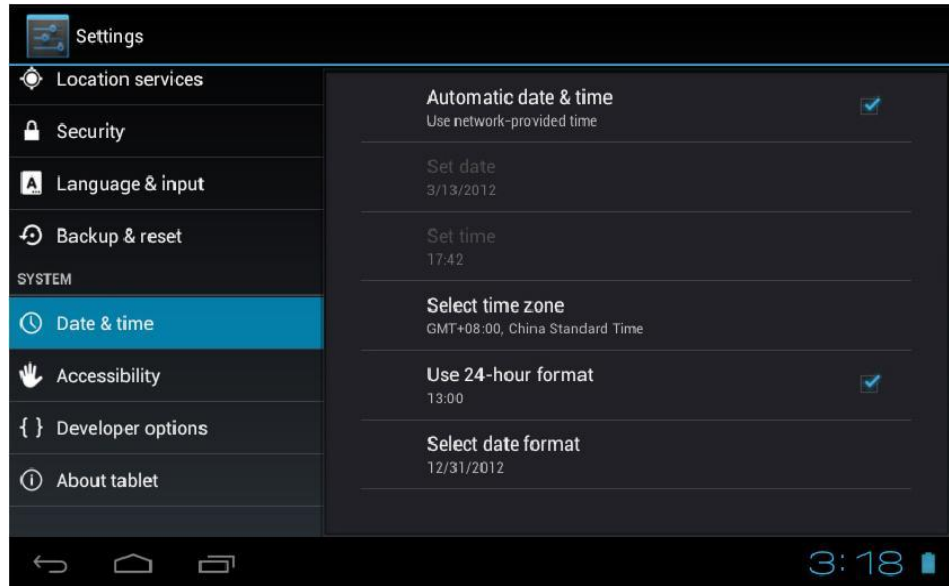 Settings
Location services
Security
Language & input
Backup & reset
SYSTEM
Date & time
Accessibility
Developer options
About tablet
Automatic date & time
Use network-provided time
Set date
3/13/2012
Set time
17:42
Select time zone
GMT+08:00, China Standard Time
Use 24-hour format
13:00
Select date format
12/31/2012
3:18